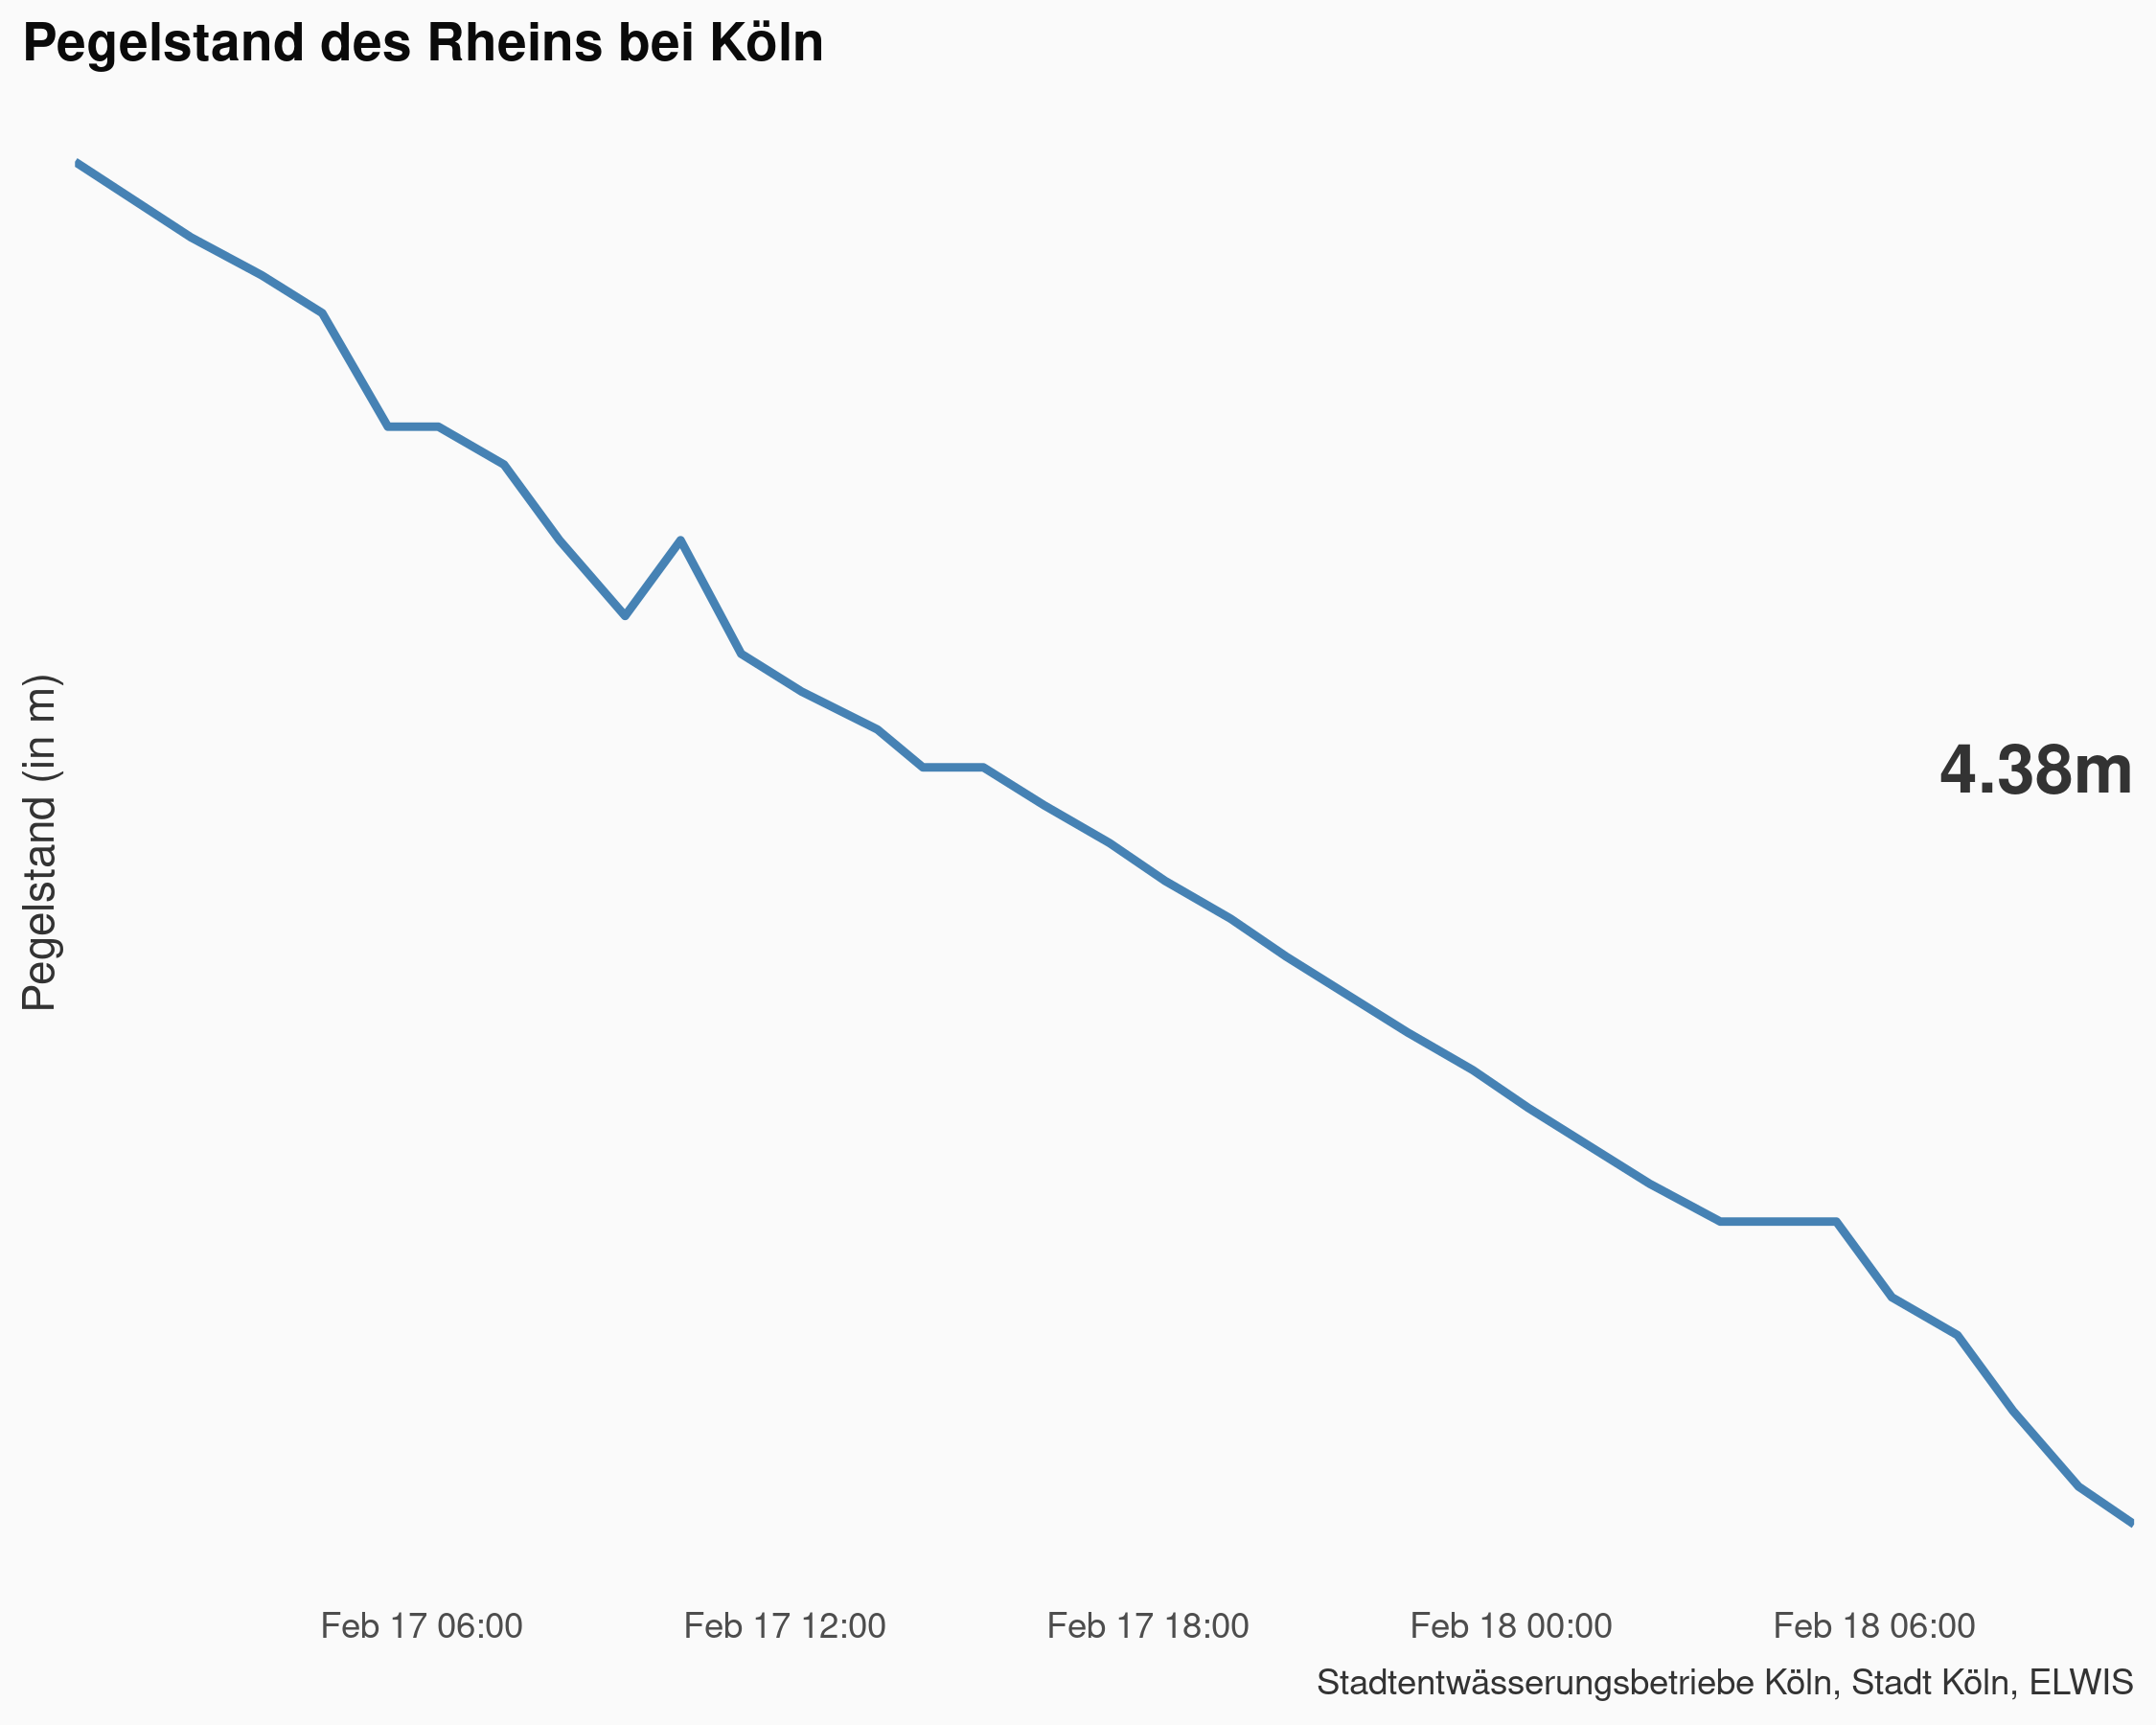 Pegelstand des Rheins bei Köln
Pegelstand (in m)
4.38m
Feb 17 06:00 Feb 17 12:00 Feb 17 18:00 Feb 18 00:00 Feb 18 06:00
Stadtentwässerungsbetriebe Köln, Stadt Köln, ELWIS